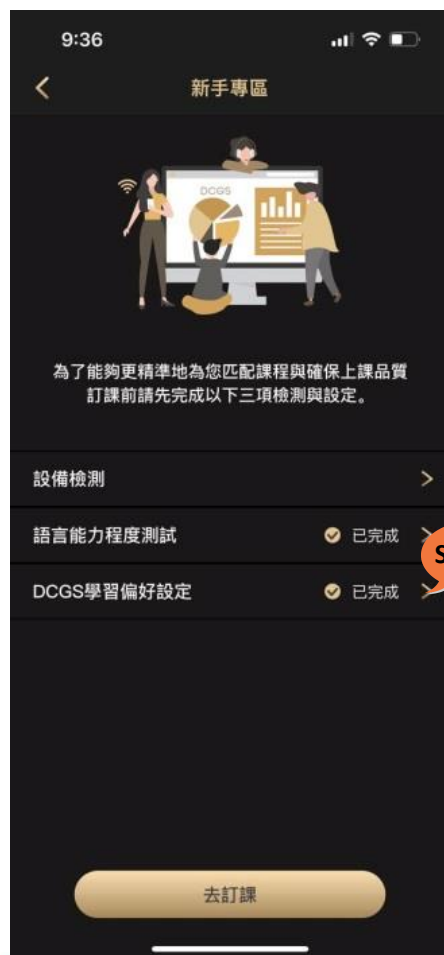 9:36
新手專區
DCGS
為了能夠更精準地為您匹配課程與確保上課品質
訂課前請先完成以下三項檢測與設定。
設備檢測
語言能力程度測試 已完成
S
DCGS學習偏好設定 已完成
去訂課